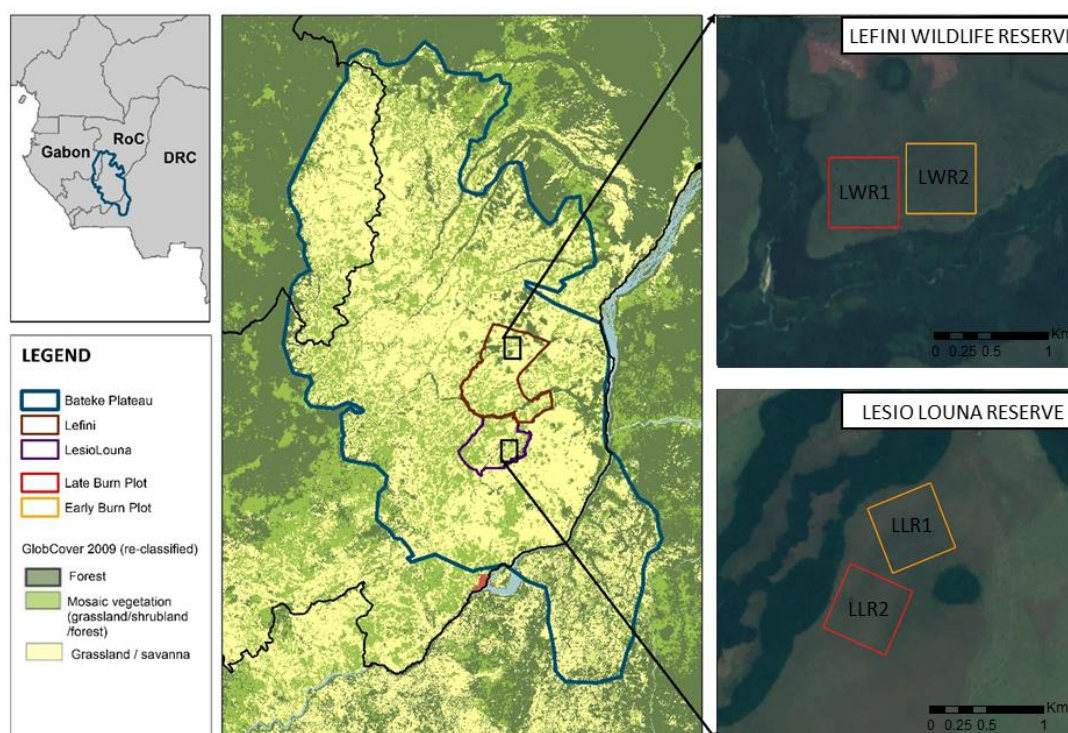 Gabon
RoC
DRC
LEGEND
Bateke Plateau
Lefini
LesioLouna
Late Burn Plot
Early Burn Plot
GlobCover 2009 (re-classified)
Forest
Mosaic vegetation
(grassland/shrubland
/forest)
Grassland / savanna
LEFINI WILDLIFE RESERVE
LWR1
LWR2
Km
0 0.25 0.5 1
LESIO LOUNA RESERVE
LLR1
LLR2
Km
0 0.25 0.5 1